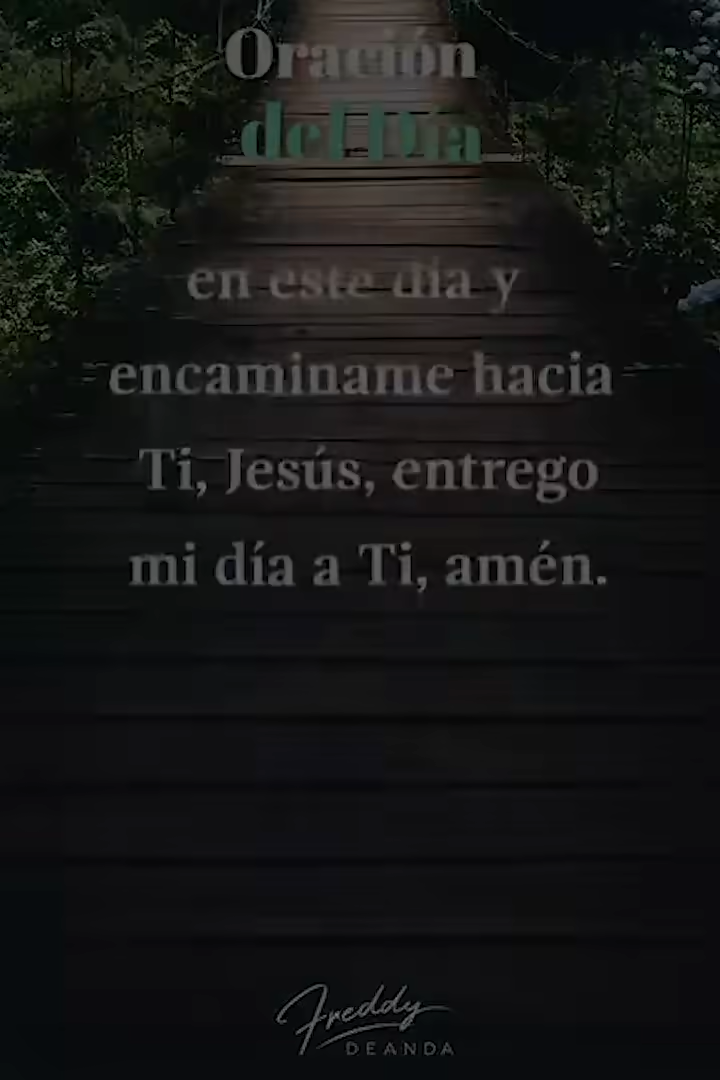 Oración
del Día
en este día y
encaminame hacia
Ti, Jesús, entrego
mi día a Ti, amén.
Freddy
DEANDA